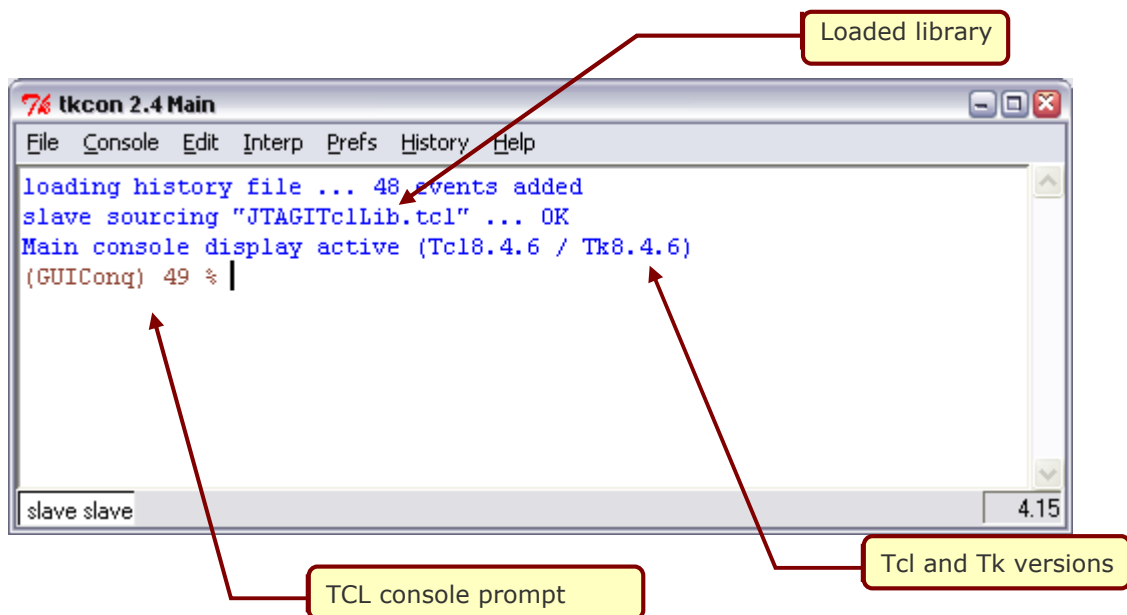 Loaded library
tkcon 2.4 Main
File Console Edit Interp Prefs History Help
loading history file ... 48 events added
slave sourcing "JTAGITclLib.tcl" ... OK
Main console display active (Tcl8.4.6 / Tk8.4.6)
(GUIConq) 49 %
slave slave
4.15
Tcl and Tk versions
TCL console prompt